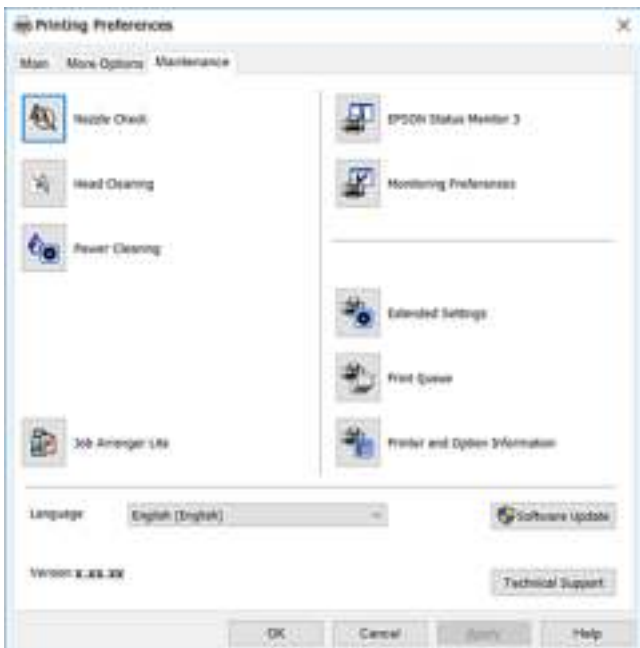 Printing Preferences
Main More Options Maintenance
Nozzle Check
Head Cleaning
Power Cleaning
Job Arranger Lite
EPSON Status Monitor 3
Monitoring Preferences
Extended Settings
Print Queue
Printer and Option Information
Language English (English) Software Update
Version x.xx.xx
Technical Support
OK Cancel Apply Help